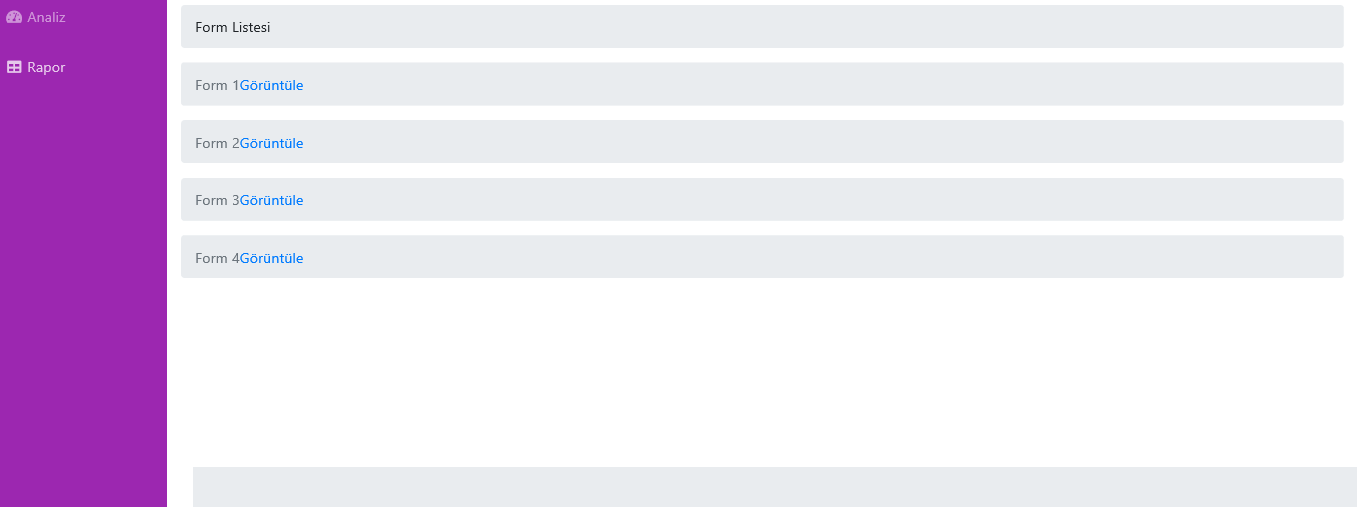 Analiz
Rapor
Form Listesi
Form 1Görüntüle
Form 2Görüntüle
Form 3Görüntüle
Form 4Görüntüle